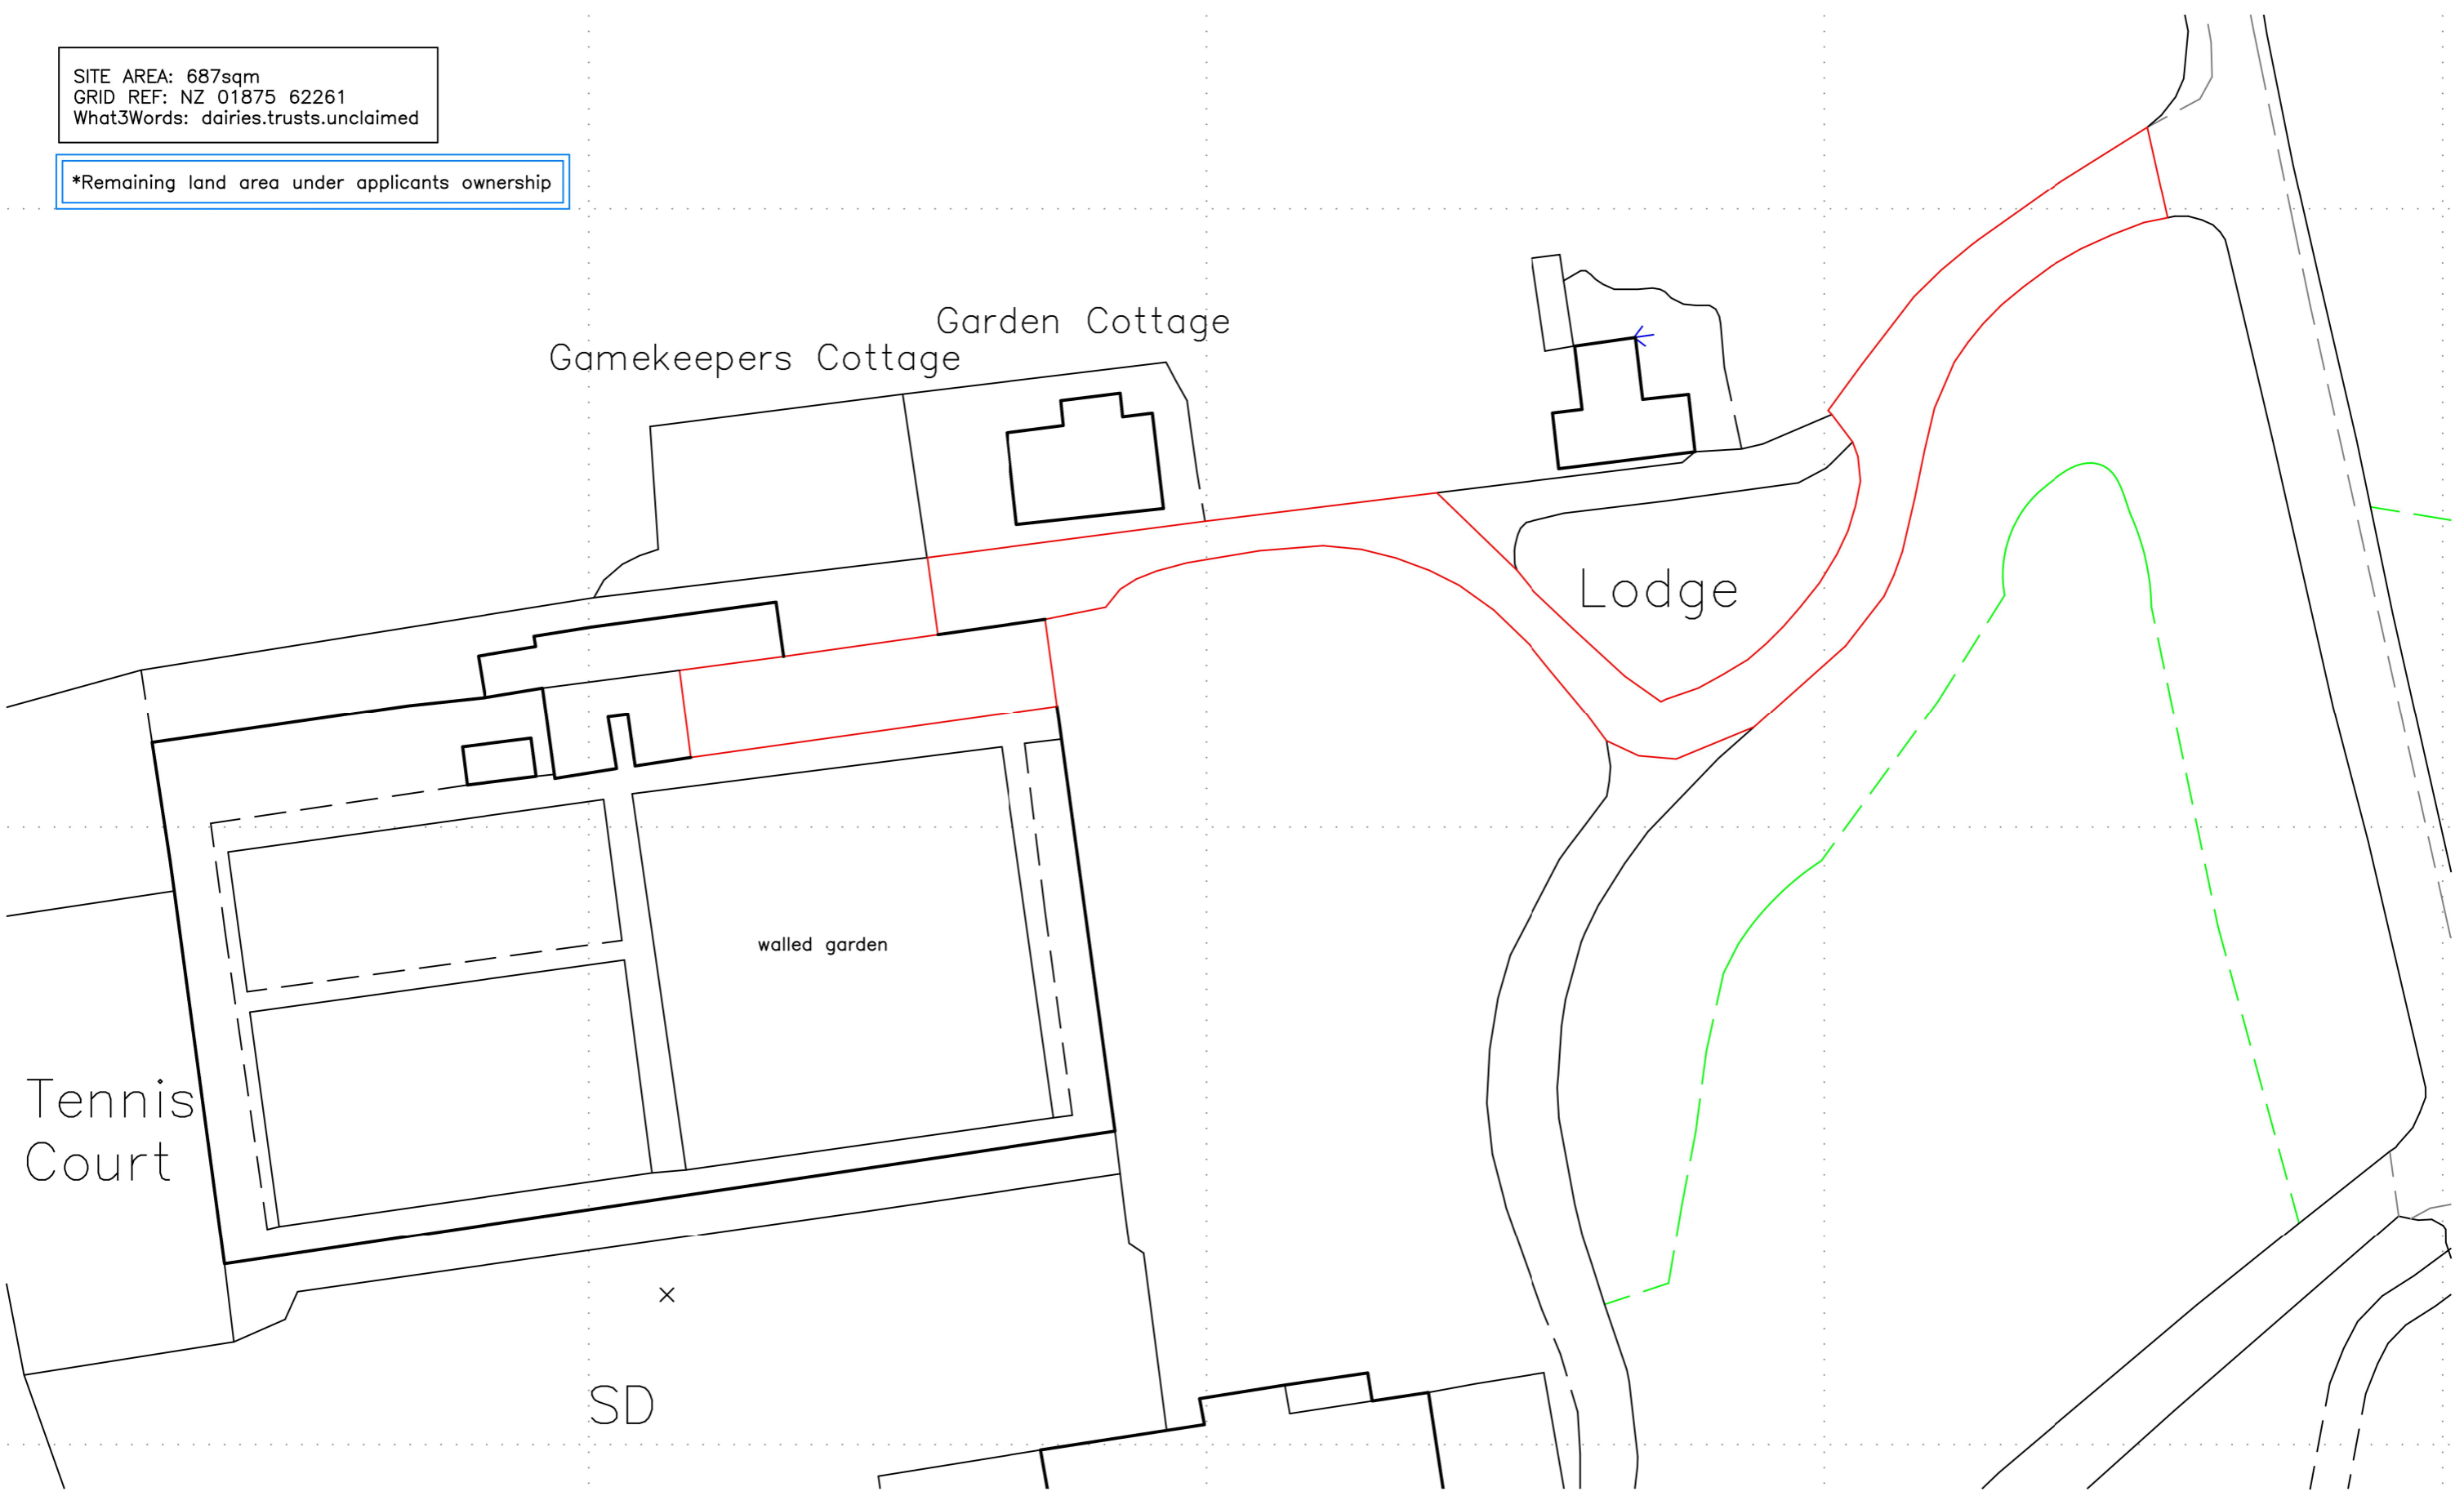 SITE AREA: 687sqm
GRID REF: NZ 01875 62261
What3Words: dairies.trusts.unclaimed
*Remaining land area under applicants ownership
Garden Cottage
Gamekeepers Cottage
Lodge
walled garden
Tennis
Court
SD